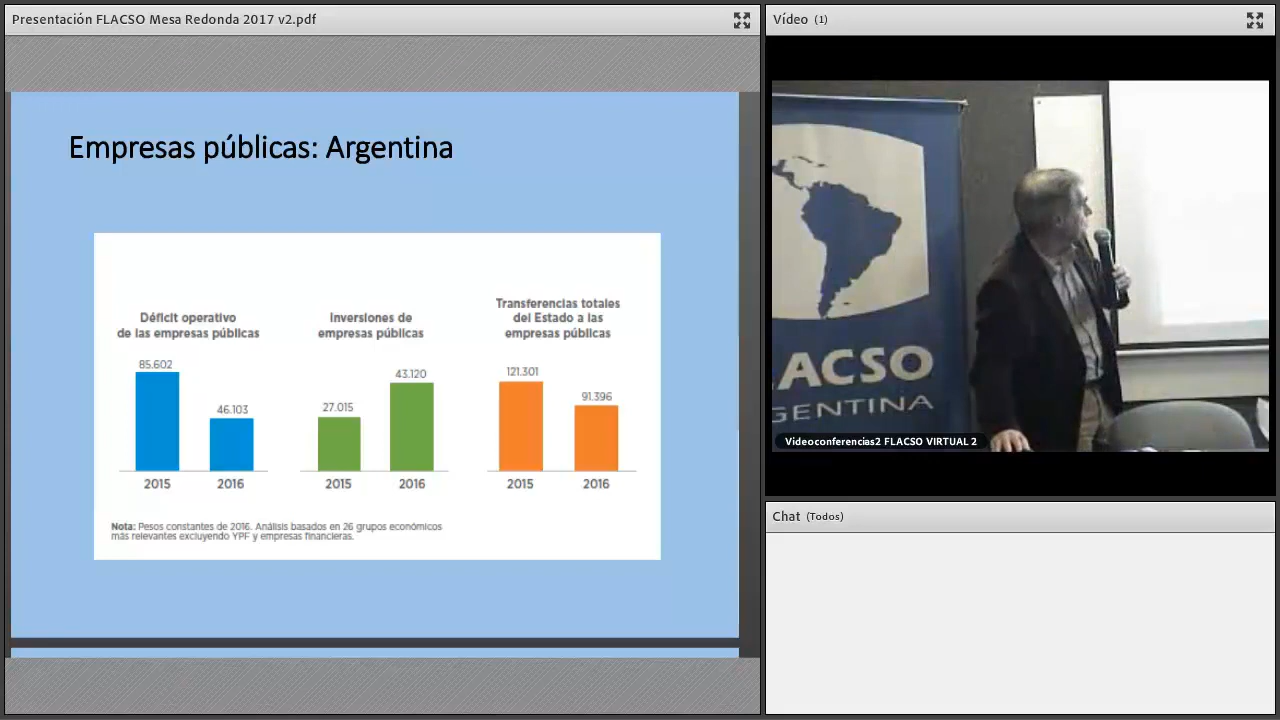 Presentación FLACSO Mesa Redonda 2017 v2.pdf
Empresas públicas: Argentina
Déficit operativo
de las empresas públicas
85.602
46.103
2015
2016
Inversiones de
empresas públicas
27.015
43.120
2015
2016
Transferencias totales
del Estado a las
empresas públicas
121.301
91.396
2015
2016
Nota: Pesos constantes de 2016. Análisis basados en 26 grupos económicos
más relevantes excluyendo YPF y empresas financieras.
Vídeo (1)
ACSO
GENTINA
Videoconferencias2 FLACSO VIRTUAL 2
Chat (Todos)